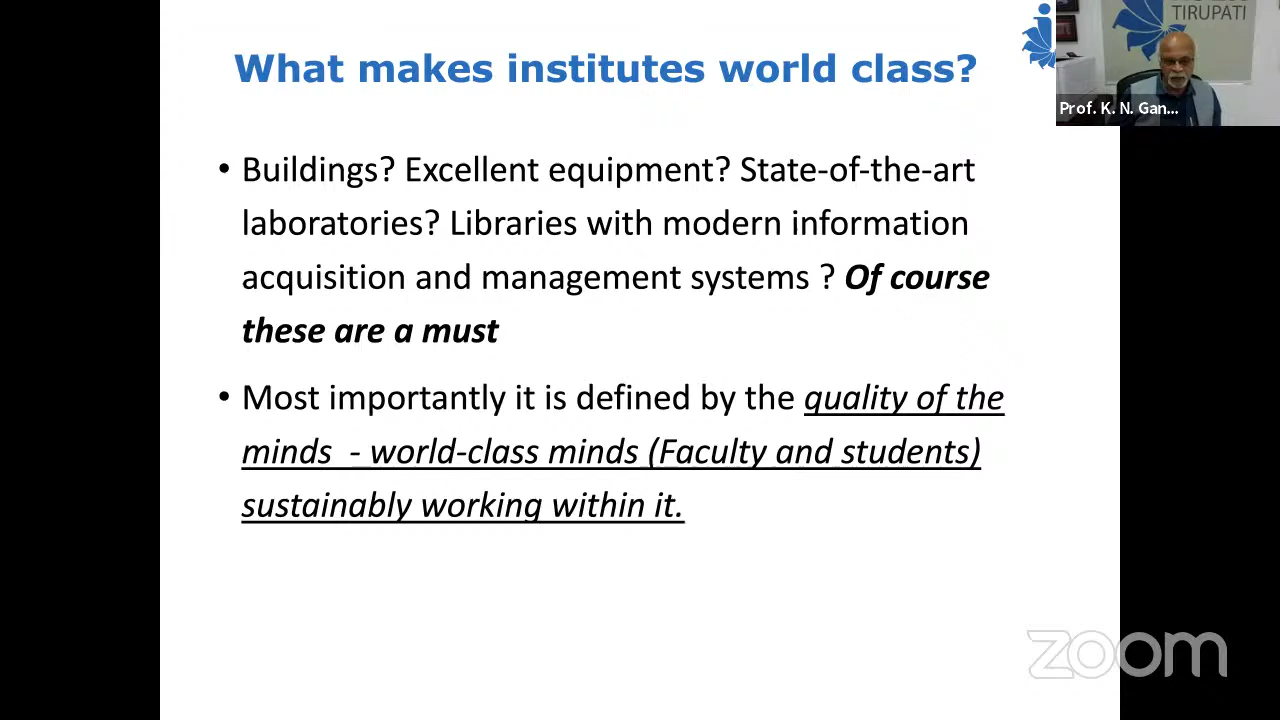 What makes institutes world class?
TIRUPATI
Prof. K. N. Gan...
• Buildings? Excellent equipment? State-of-the-art
laboratories? Libraries with modern information
acquisition and management systems ? Of course
these are a must
• Most importantly it is defined by the quality of the
minds - world-class minds (Faculty and students)
sustainably working within it.
zoom